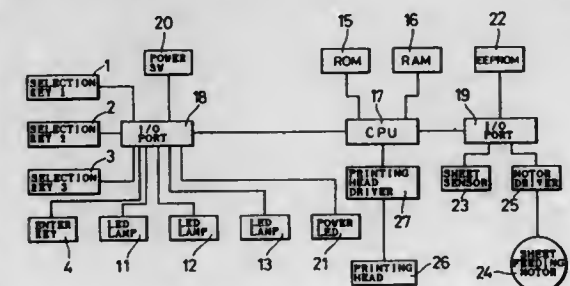 20
15
16
22
POWER
SW
ROM
RAM
EEPROM
1
SELECTION
KEY 1
18
17
19
2
SELECTION
KEY 2
I/O
PORT
CPU
I/O
PORT
3
SELECTION
KEY 3
PRINTING
HEAD
DRIVER
27
SHEET
SENSOR
23
MOTOR
DRIVER
25
ENTER
KEY
4
LED
LAMP
11
LED
LAMP
12
LED
LAMP
13
POWER
LED
21
PRINTING
HEAD
26
24
SHEET
FEEDING
MOTOR